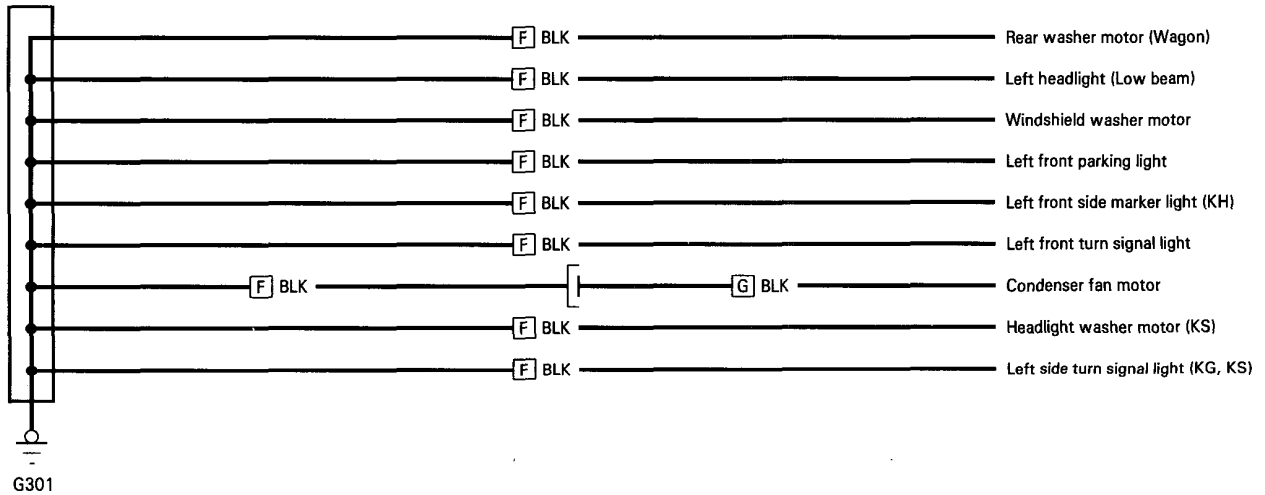 F BLK Rear washer motor (Wagon)
F BLK Left headlight (Low beam)
F BLK Windshield washer motor
F BLK Left front parking light
F BLK Left front side marker light (KH)
F BLK Left front turn signal light
F BLK G BLK Condenser fan motor
F BLK Headlight washer motor (KS)
F BLK Left side turn signal light (KG, KS)
G301